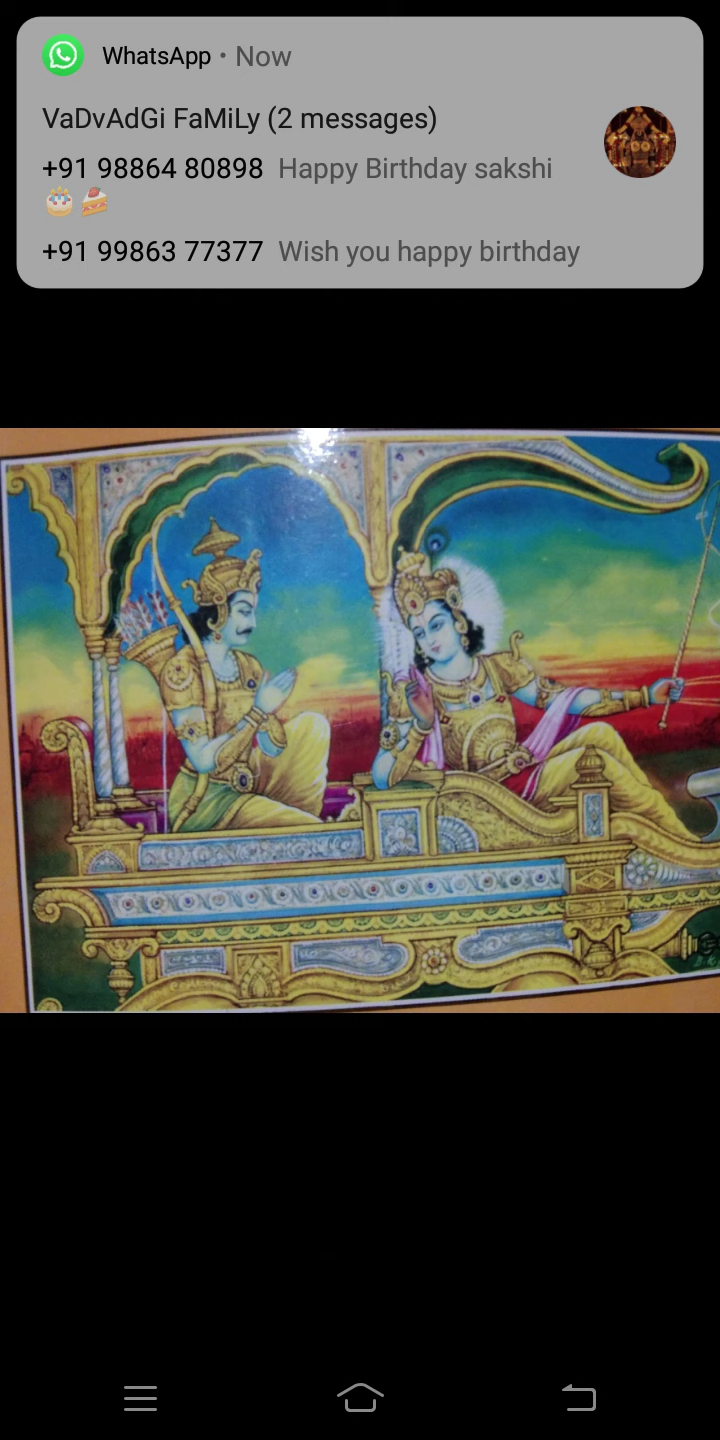 WhatsApp • Now
VaDvAdGi FaMiLy (2 messages)
+91 98864 80898 Happy Birthday sakshi
🎂🍰
+91 99863 77377 Wish you happy birthday